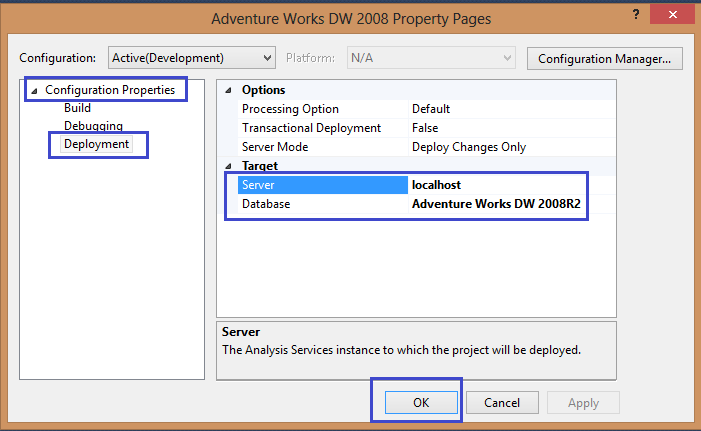 Adventure Works DW 2008 Property Pages
?
Configuration: Active(Development) Platform: N/A Configuration Manager...
Configuration Properties
Build
Debugging
Deployment
Options
Processing Option Default
Transactional Deployment False
Server Mode Deploy Changes Only
Target
Server localhost
Database Adventure Works DW 2008R2
Server
The Analysis Services instance to which the project will be deployed.
OK Cancel Apply